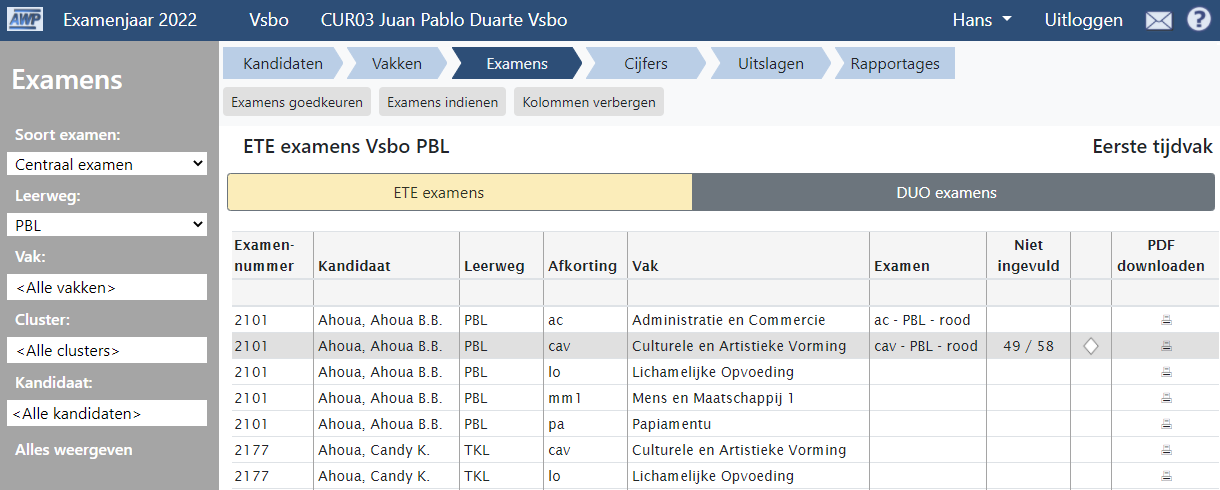 AWP Examenjaar 2022 Vsbo CUR03 Juan Pablo Duarte Vsbo Hans Uitloggen ?
Examens
Soort examen:
Centraal examen
Leerweg:
PBL
Vak:
<Alle vakken>
Cluster:
<Alle clusters>
Kandidaat:
<Alle kandidaten>
Alles weergeven
Kandidaten Vakken Examens Cijfers Uitslagen Rapportages
Examens goedkeuren Examens indienen Kolommen verbergen
ETE examens Vsbo PBL Eerste tijdvak
ETE examens DUO examens
Examen- Niet PDF
nummer Kandidaat Leerweg Afkorting Vak Examen ingevuld downloaden
2101 Ahoua, Ahoua B.B. PBL ac Administratie en Commercie ac - PBL - rood
2101 Ahoua, Ahoua B.B. PBL cav Culturele en Artistieke Vorming cav - PBL - rood 49 / 58
2101 Ahoua, Ahoua B.B. PBL lo Lichamelijke Opvoeding
2101 Ahoua, Ahoua B.B. PBL mm1 Mens en Maatschappij 1
2101 Ahoua, Ahoua B.B. PBL pa Papiamentu
2177 Ahoua, Candy K. TKL cav Culturele en Artistieke Vorming
2177 Ahoua, Candy K. TKL lo Lichamelijke Opvoeding